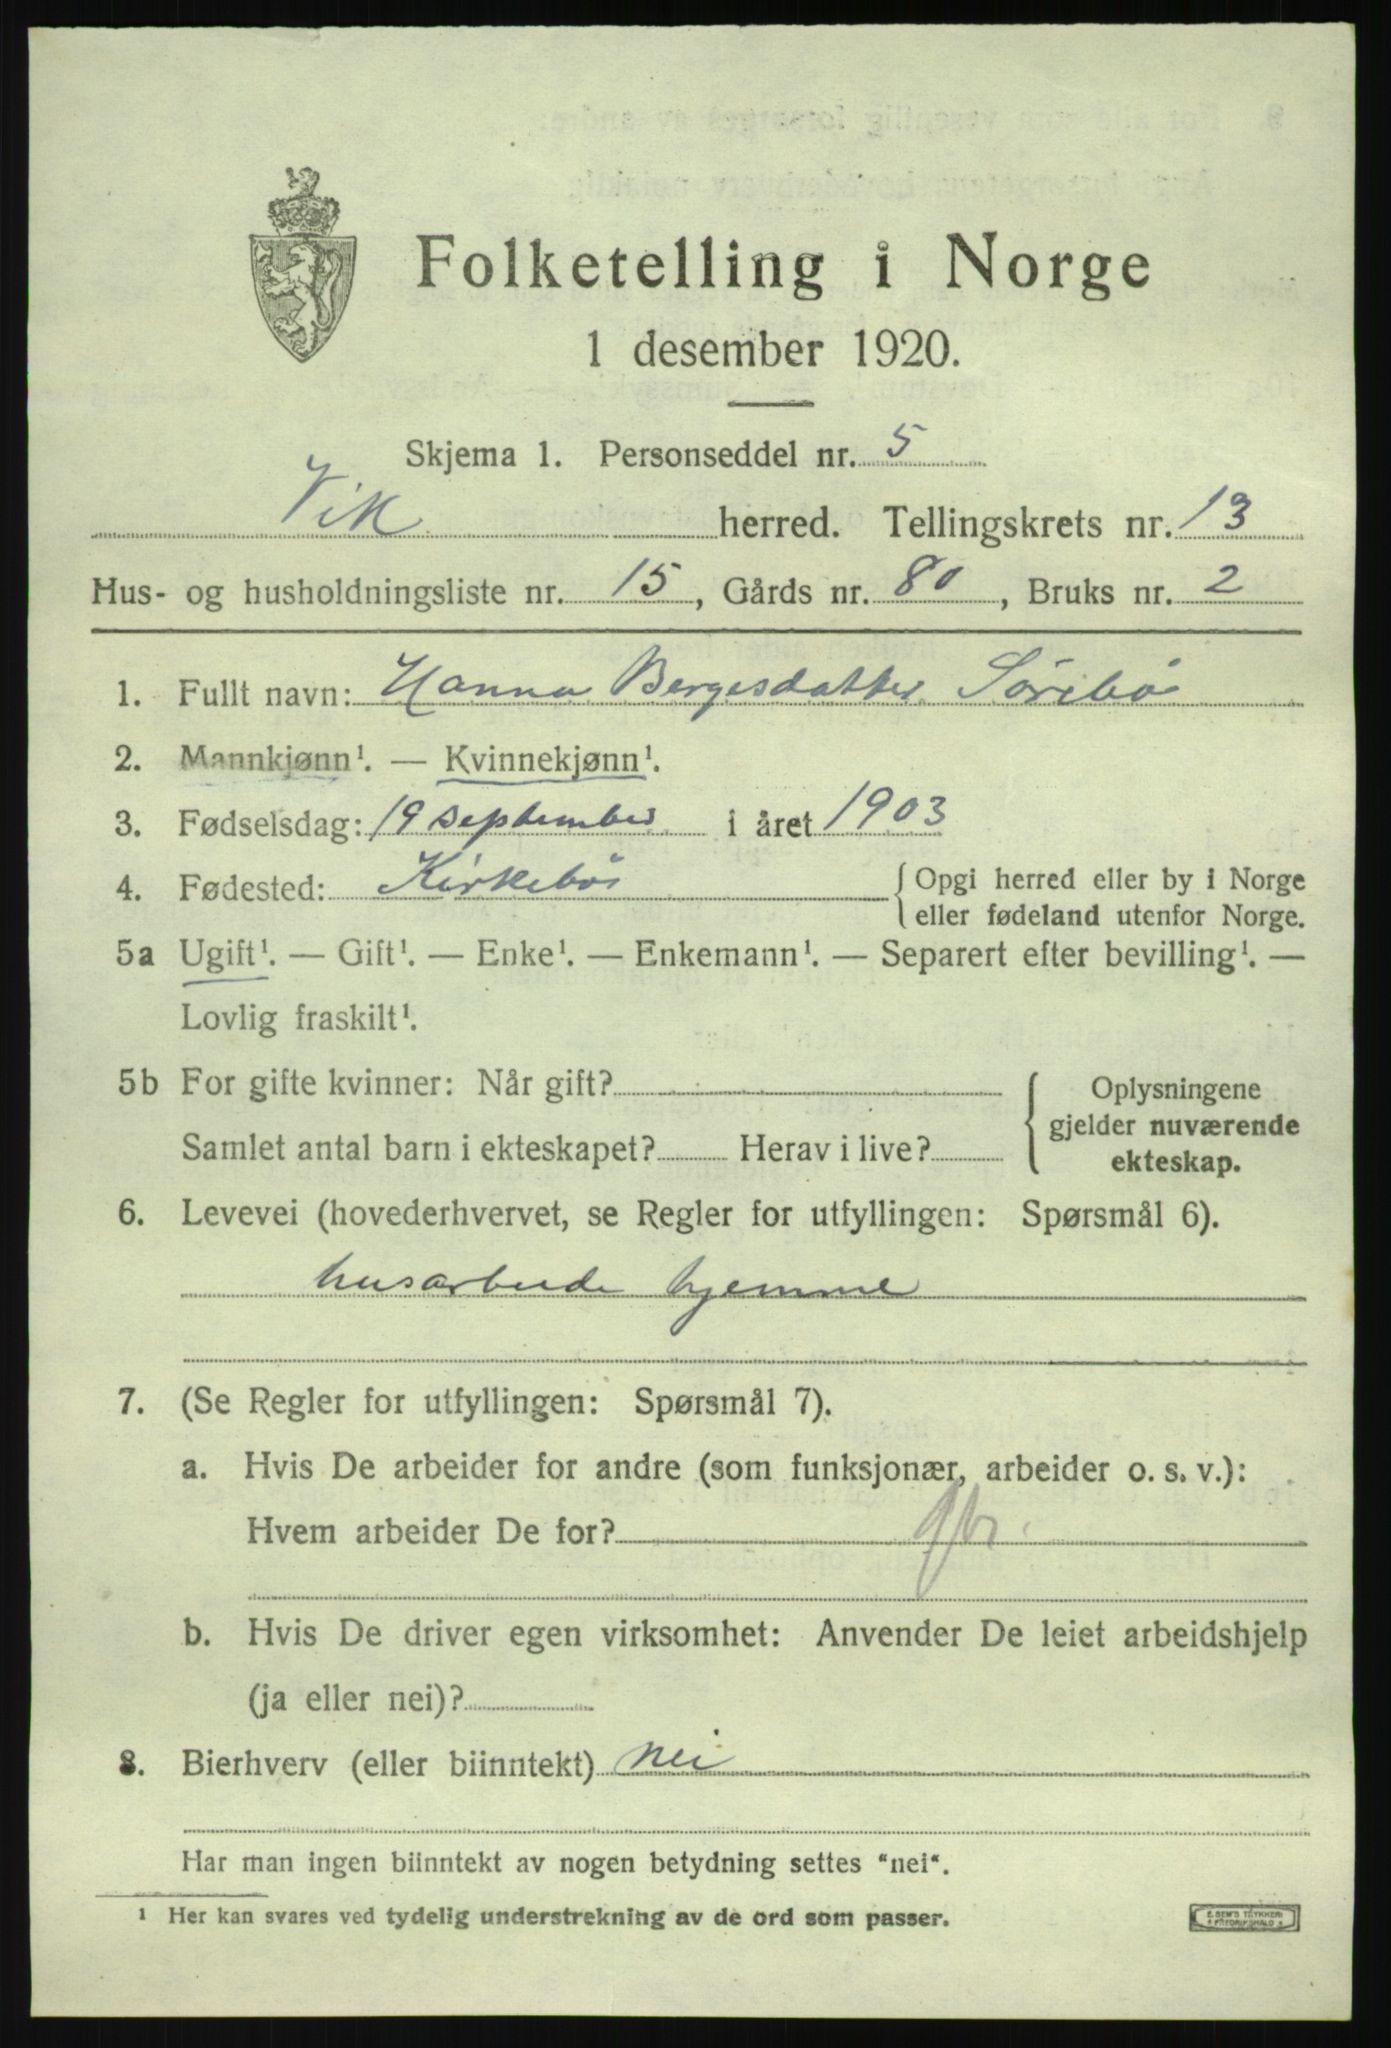 Folketelling i Norge
1 desember 1920.
Skjema 1. Personseddel nr. 5
Vik herred. Tellingskrets nr. 13
Hus- og husholdningsliste nr. 15, Gårds nr. 80, Bruks nr. 2
1. Fullt navn: Hanna Bergesdatter Sørebø
2. Mannkjønn¹. — Kvinnekjønn¹.
3. Fødselsdag: 19 september i året 1903
4. Fødested: Kirkebø { Opgi herred eller by i Norge
eller fødeland utenfor Norge.
5a Ugift¹. — Gift¹. — Enke¹. — Enkemann¹. — Separert efter bevilling¹. —
Lovlig fraskilt¹.
5b For gifte kvinner: Når gift? { Oplysningene
gjelder nuværende
Samlet antal barn i ekteskapet? Herav i live?
ekteskap.
6. Levevei (hovederhvervet, se Regler for utfyllingen: Spørsmål 6).
husarbeide hjemme
7. (Se Regler for utfyllingen: Spørsmål 7).
a. Hvis De arbeider for andre (som funksjonær, arbeider o. s. v.):
Hvem arbeider De for?
b. Hvis De driver egen virksomhet: Anvender De leiet arbeidshjelp
(ja eller nei)?
8. Bierhverv (eller biinntekt) nei
Har man ingen biinntekt av nogen betydning settes "nei".
¹ Her kan svares ved tydelig understrekning av de ord som passer.
E. SEM'S TRYKKERI
FREDRIKSHALD